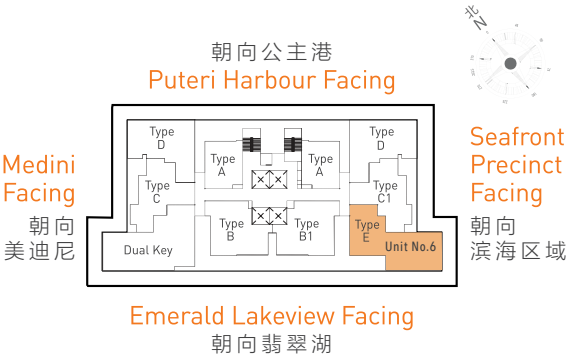 北
N
朝向公主港
Puteri Harbour Facing
Type
D
Type
D
Type
A
Type
A
Medini
Facing
朝向
美迪尼
Seafront
Precinct
Facing
朝向
滨海区域
Type
C
Type
C1
Type
B
Type
B1
Type
E
Dual Key
Unit No.6
Emerald Lakeview Facing
朝向翡翠湖